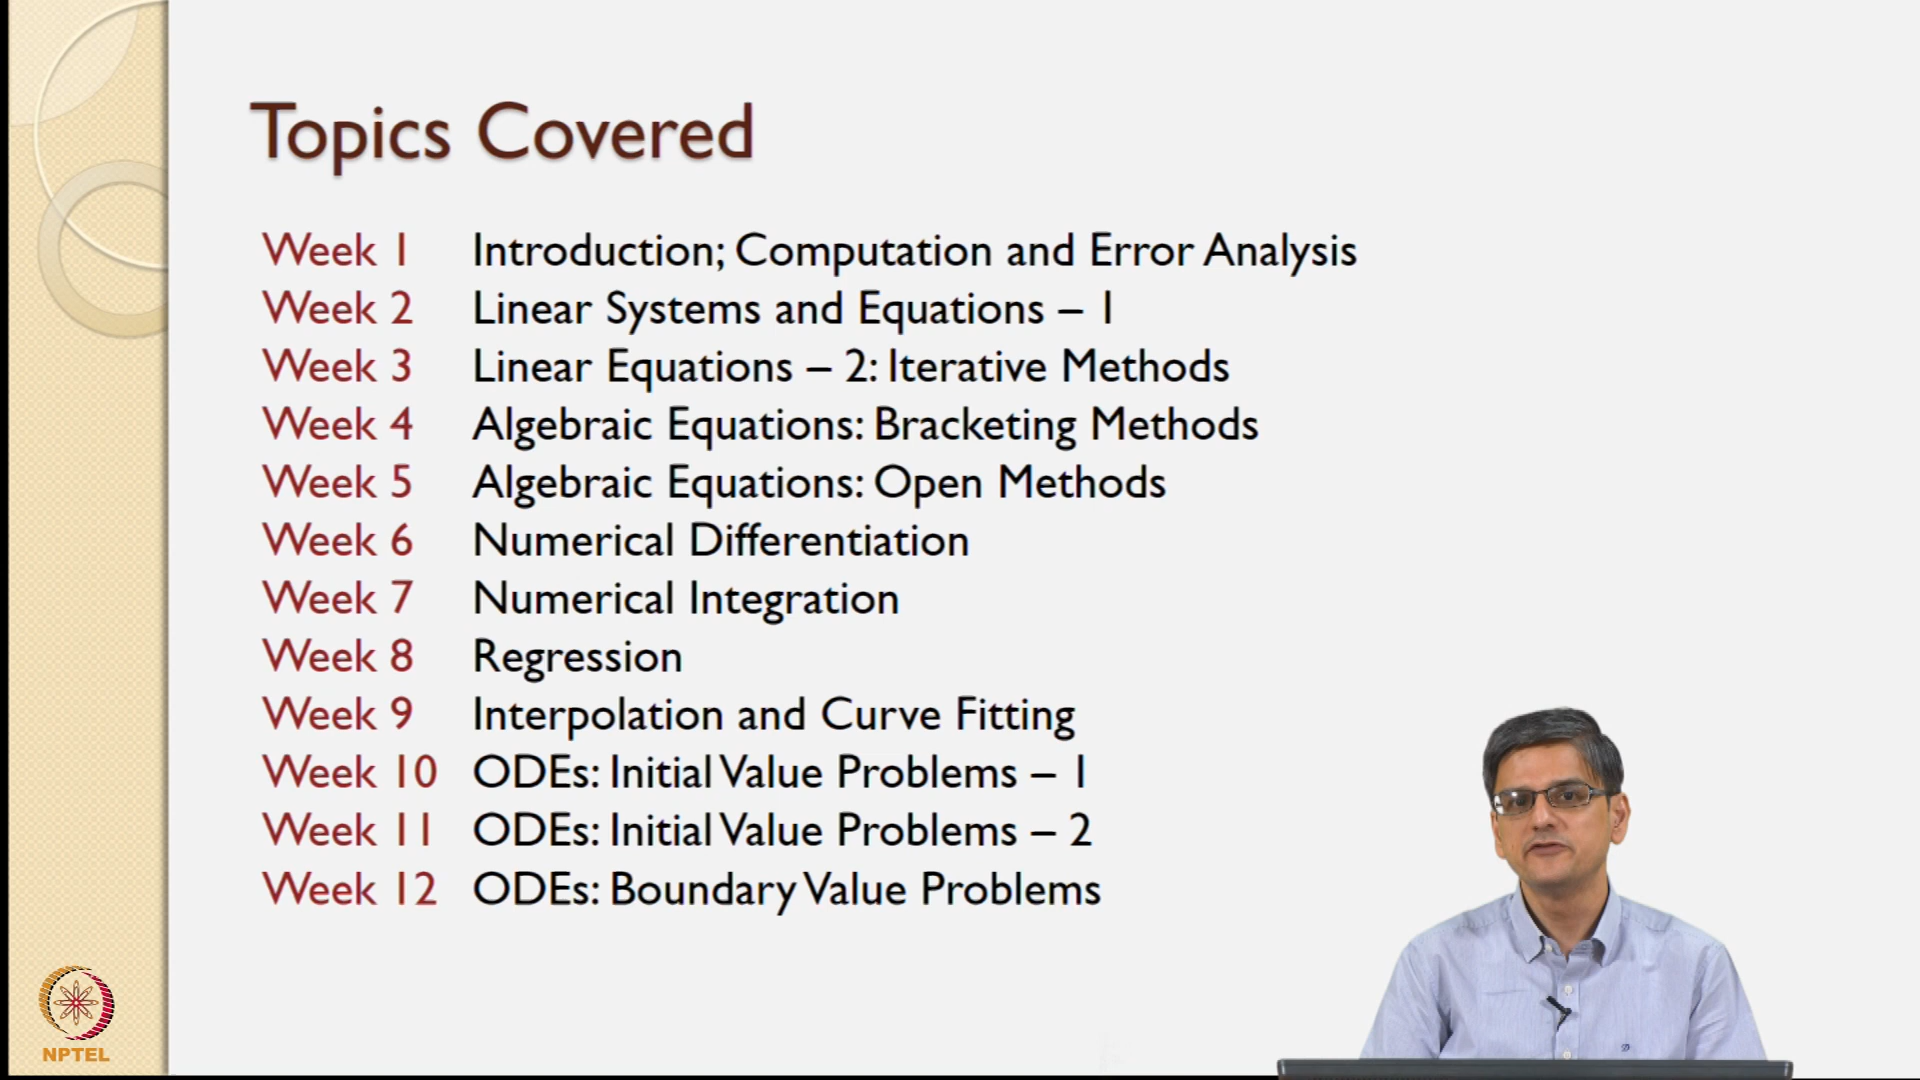 Topics Covered
Week 1 Introduction; Computation and Error Analysis
Week 2 Linear Systems and Equations – 1
Week 3 Linear Equations – 2: Iterative Methods
Week 4 Algebraic Equations: Bracketing Methods
Week 5 Algebraic Equations: Open Methods
Week 6 Numerical Differentiation
Week 7 Numerical Integration
Week 8 Regression
Week 9 Interpolation and Curve Fitting
Week 10 ODEs: Initial Value Problems – 1
Week 11 ODEs: Initial Value Problems – 2
Week 12 ODEs: Boundary Value Problems
NPTEL